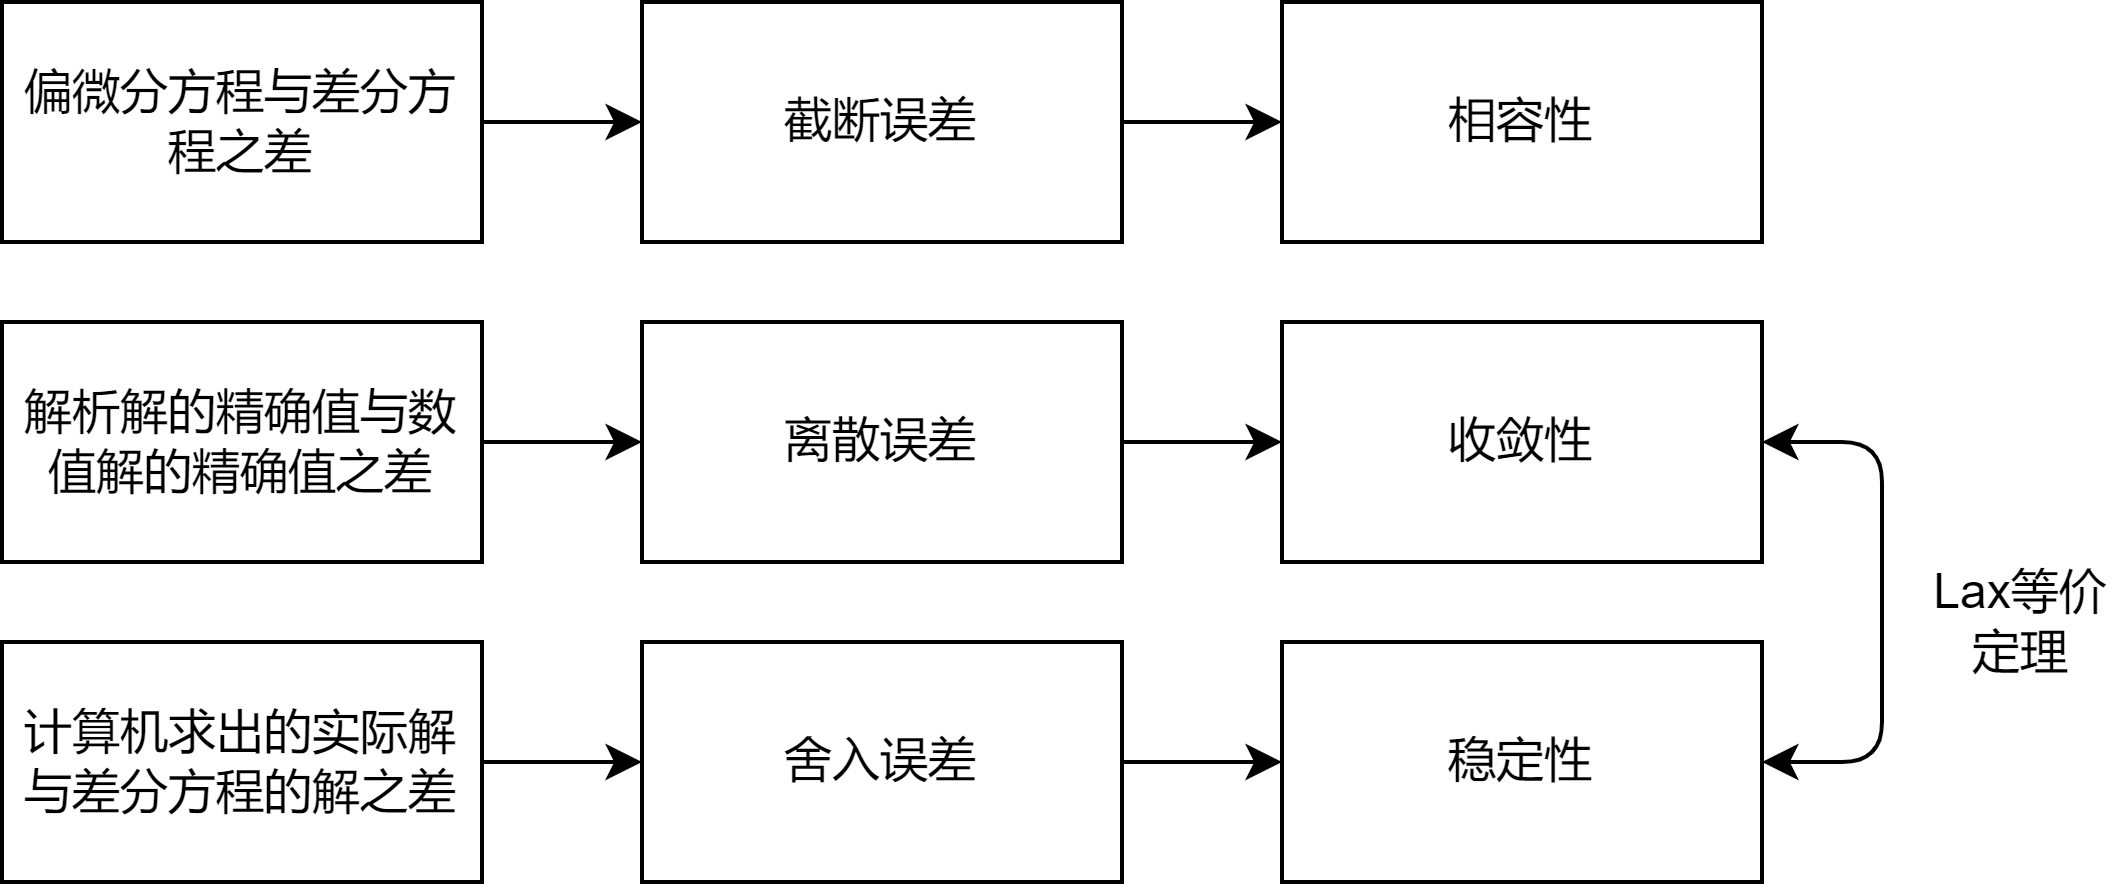 偏微分方程与差分方
程之差
截断误差
相容性
解析解的精确值与数
值解的精确值之差
离散误差
收敛性
Lax等价
定理
计算机求出的实际解
与差分方程的解之差
舍入误差
稳定性